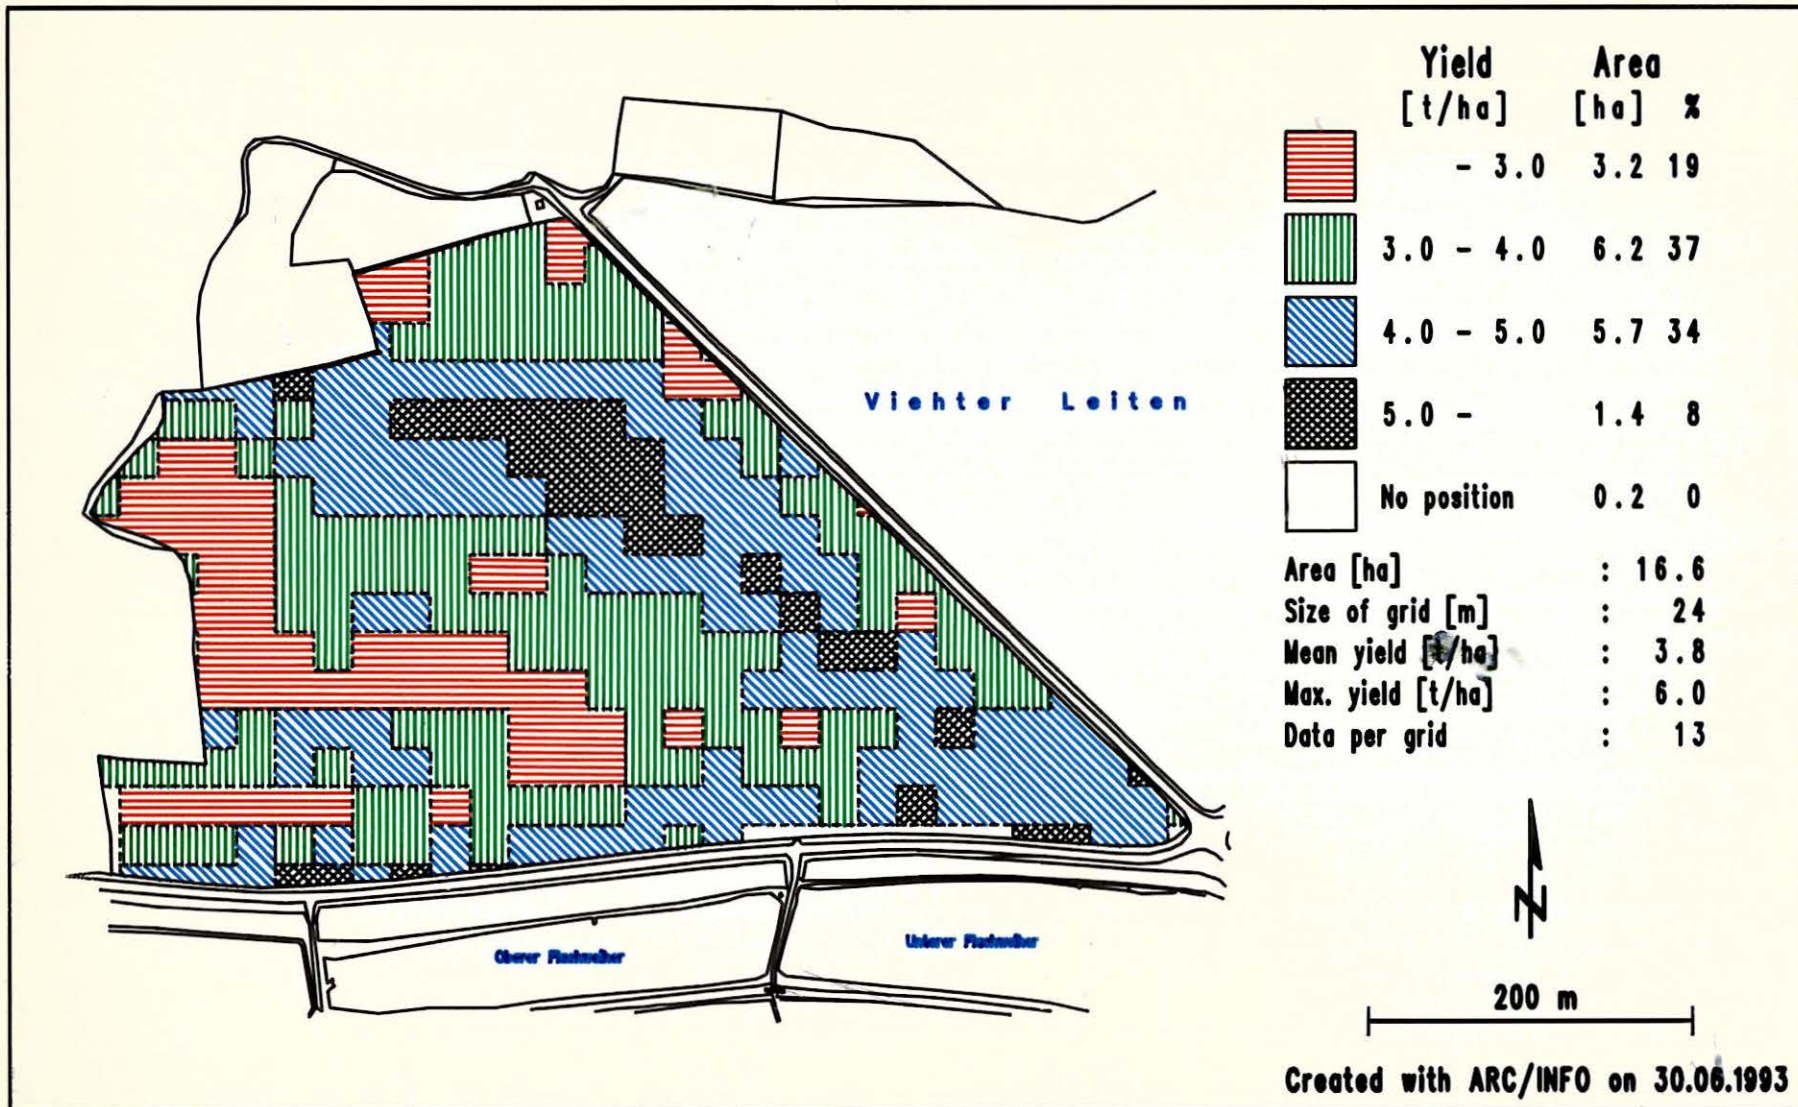 Yield Area
[t/ha] [ha] %
- 3.0 3.2 19
3.0 - 4.0 6.2 37
4.0 - 5.0 5.7 34
5.0 - 1.4 8
No position 0.2 0
Area [ha] : 16.6
Size of grid [m] : 24
Mean yield [t/ha] : 3.8
Max. yield [t/ha] : 6.0
Data per grid : 13
Viehter Leiten
Oberer
Unterer
N
200 m
Created with ARC/INFO on 30.06.1993